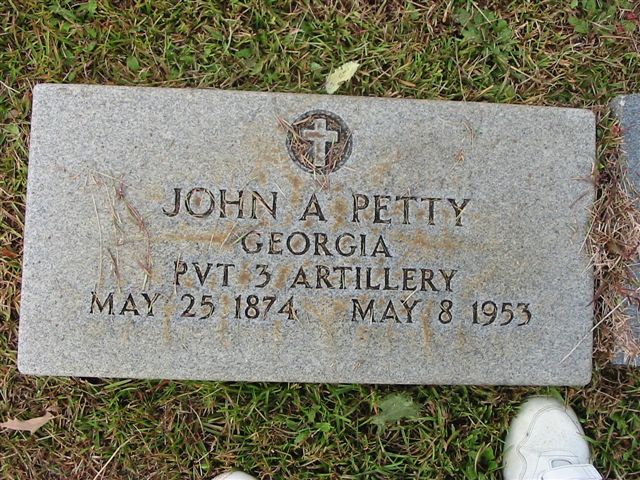 JOHN A PETTY
GEORGIA
PVT 3 ARTILLERY
MAY 25 1874 MAY 8 1953